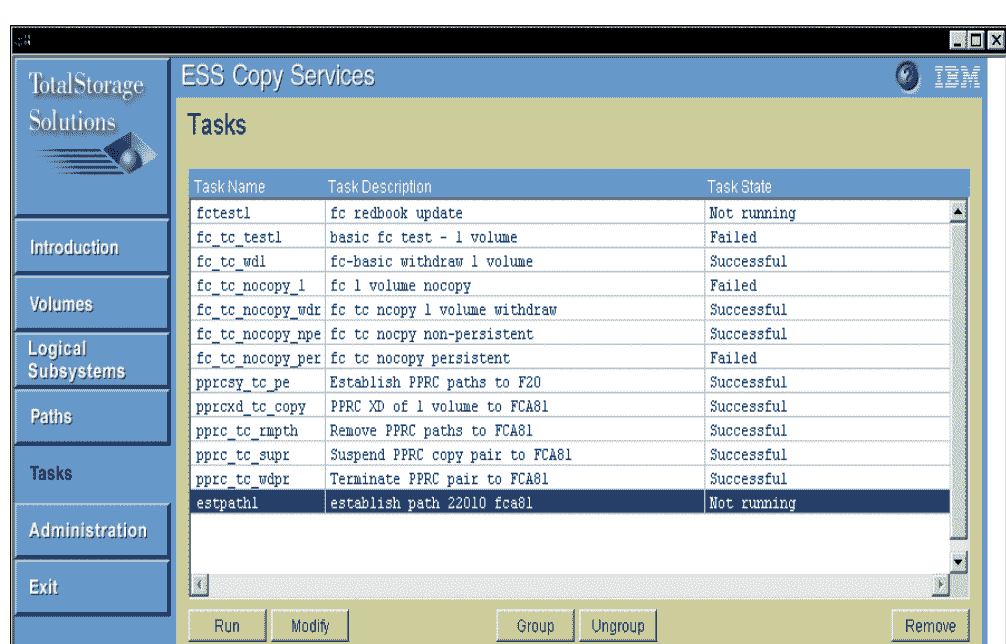 TotalStorage
Solutions
ESS Copy Services
?
IBM
Tasks
Introduction
Volumes
Logical
Subsystems
Paths
Tasks
Administration
Exit
Task Name Task Description Task State
fctest1 fc redbook update Not running
fc_tc_test1 basic fc test - 1 volume Failed
fc_tc_wd1 fc-basic withdraw 1 volume Successful
fc_tc_nocopy_1 fc 1 volume nocopy Failed
fc_tc_nocopy_wdr fc tc ncopy 1 volume withdraw Successful
fc_tc_nocopy_npe fc tc nocpy non-persistent Successful
fc_tc_nocopy_per fc tc nocopy persistent Failed
pprcsy_tc_pe Establish PPRC paths to F20 Successful
pprcxd_tc_copy PPRC XD of 1 volume to FCA81 Successful
pprc_tc_rmpth Remove PPRC paths to FCA81 Successful
pprc_tc_supr Suspend PPRC copy pair to FCA81 Successful
pprc_tc_wdpr Terminate PPRC pair to FCA81 Successful
estpath1 establish path 22010 fca81 Not running
Run Modify Group Ungroup Remove